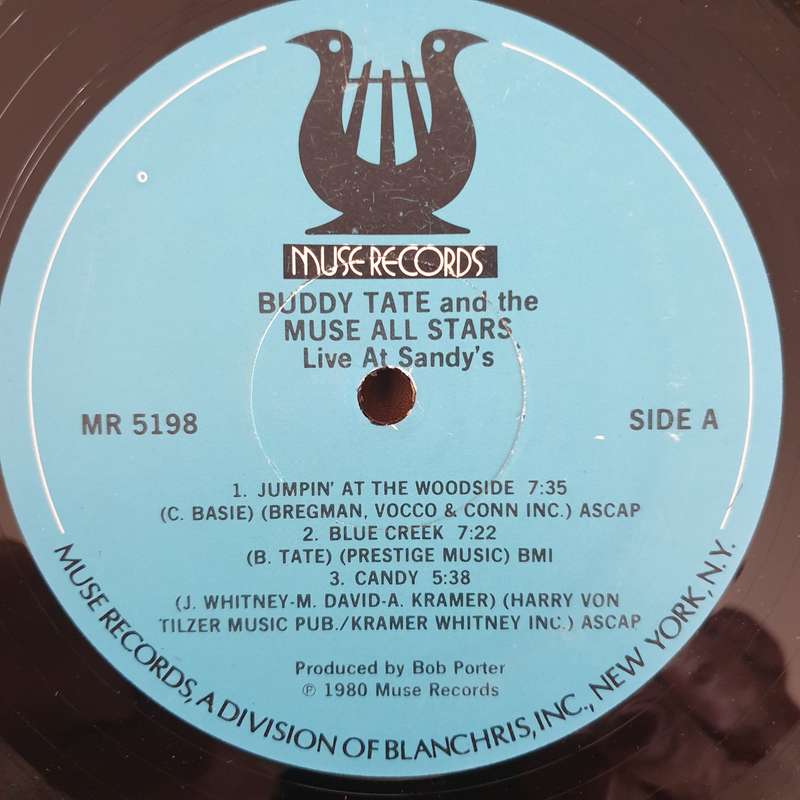 MUSE RECORDS
BUDDY TATE and the
MUSE ALL STARS
Live At Sandy's
MR 5198
SIDE A
1. JUMPIN' AT THE WOODSIDE 7:35
(C. BASIE) (BREGMAN, VOCCO & CONN INC.) ASCAP
2. BLUE CREEK 7:22
(B. TATE) (PRESTIGE MUSIC) BMI
3. CANDY 5:38
(J. WHITNEY-M. DAVID-A. KRAMER) (HARRY VON
TILZER MUSIC PUB./KRAMER WHITNEY INC.) ASCAP
Produced by Bob Porter
℗ 1980 Muse Records
MUSE RECORDS, A DIVISION OF BLANCHRIS, INC., NEW YORK, N.Y.